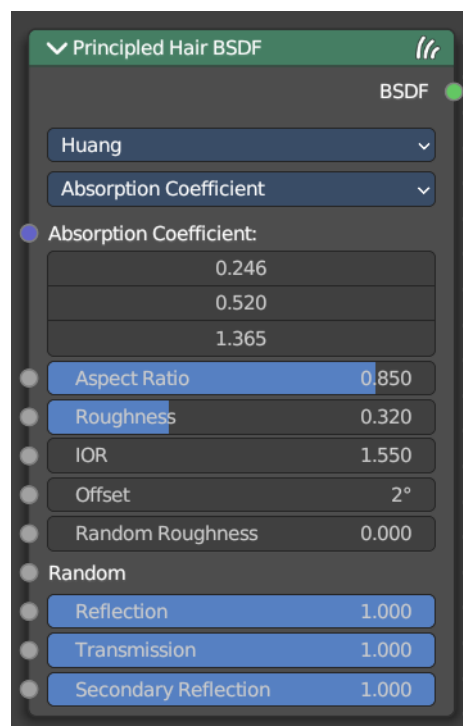 Principled Hair BSDF
BSDF
Huang
Absorption Coefficient
Absorption Coefficient:
0.246
0.520
1.365
Aspect Ratio 0.850
Roughness 0.320
IOR 1.550
Offset 2°
Random Roughness 0.000
Random
Reflection 1.000
Transmission 1.000
Secondary Reflection 1.000